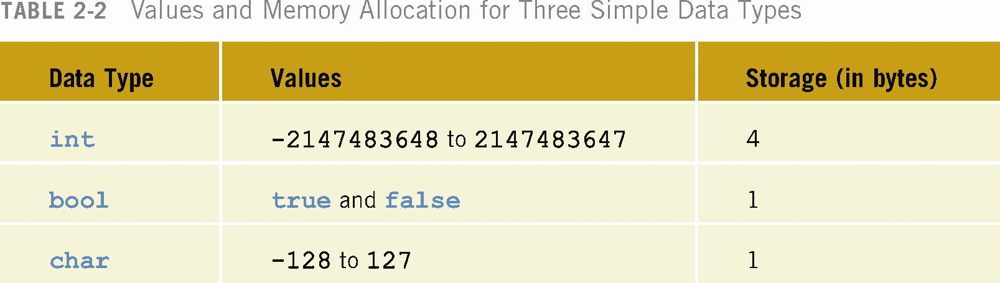 TABLE 2-2 Values and Memory Allocation for Three Simple Data Types
Data Type Values Storage (in bytes)
int -2147483648 to 2147483647 4
bool true and false 1
char -128 to 127 1